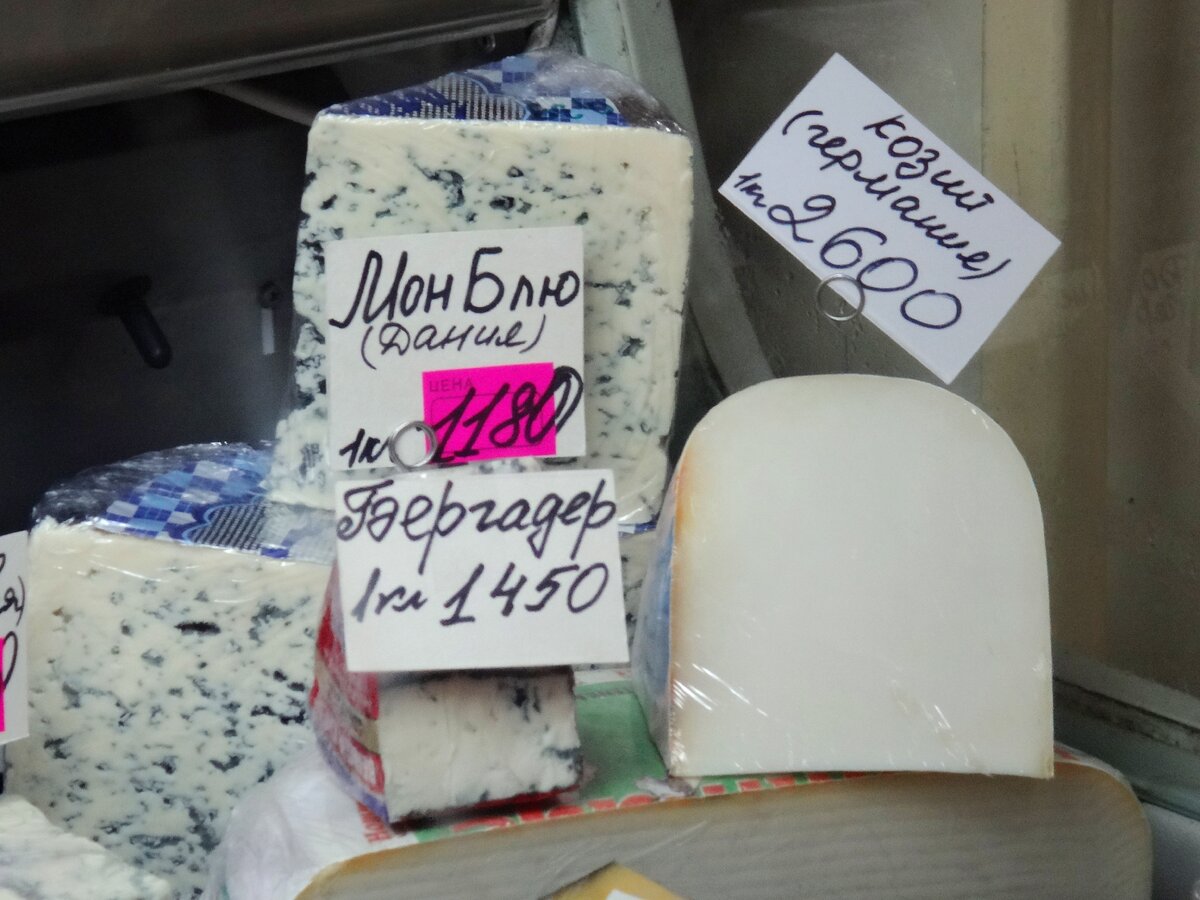 козий
(германия)
1кг 2600
Мон Блю
(Дания)
ЦЕНА
1кг 1180
Бергадер
1кг 1450